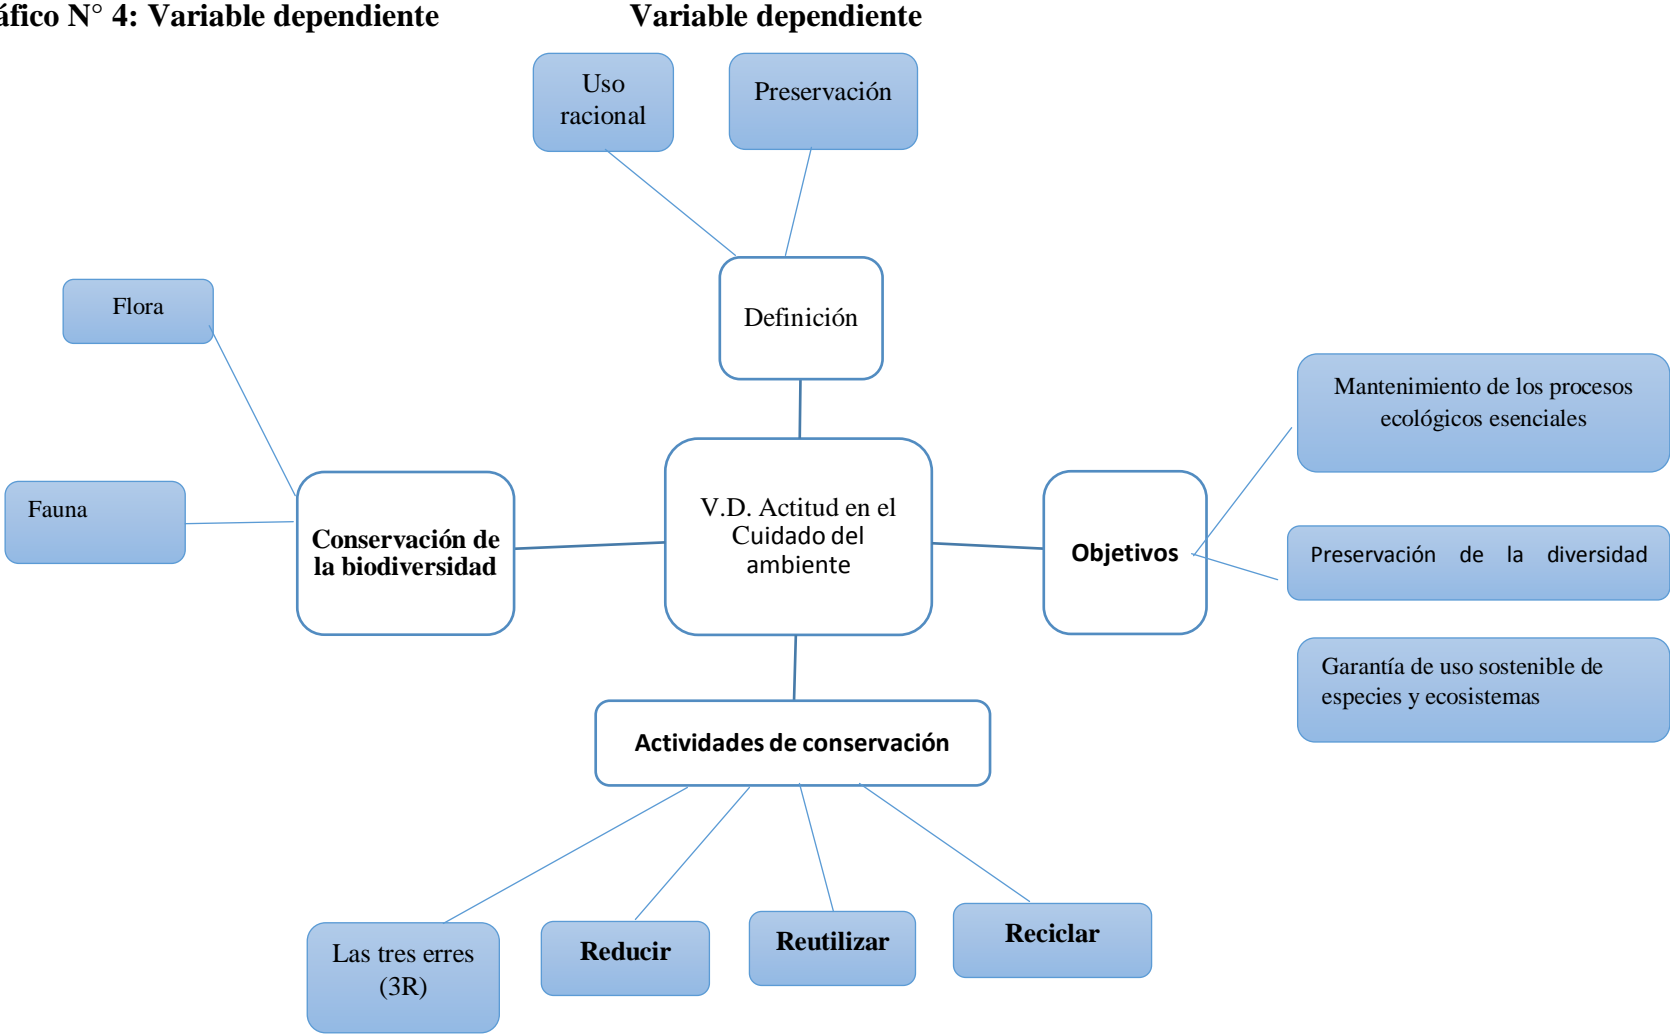 áfico N° 4: Variable dependiente
Variable dependiente
Uso
racional
Preservación
Definición
Flora
Fauna
Conservación de
la biodiversidad
V.D. Actitud en el
Cuidado del
ambiente
Objetivos
Mantenimiento de los procesos
ecológicos esenciales
Preservación de la diversidad
Garantía de uso sostenible de
especies y ecosistemas
Actividades de conservación
Las tres erres
(3R)
Reducir
Reutilizar
Reciclar